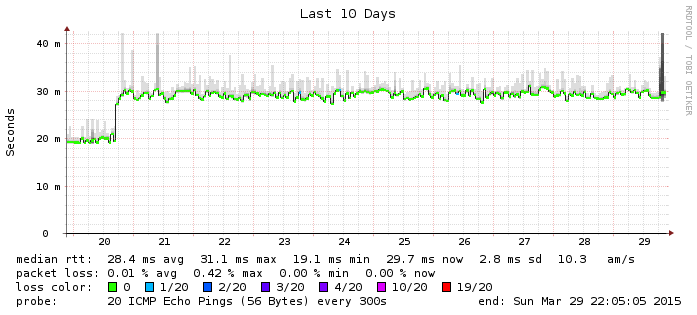 Last 10 Days
RRDTOOL / TOBI OETIKER
Seconds
40 m
30 m
20 m
10 m
0
20 21 22 23 24 25 26 27 28 29
median rtt: 28.4 ms avg 31.1 ms max 19.1 ms min 29.7 ms now 2.8 ms sd 10.3 am/s
packet loss: 0.01 % avg 0.42 % max 0.00 % min 0.00 % now
loss color: 0 1/20 2/20 3/20 4/20 10/20 19/20
probe: 20 ICMP Echo Pings (56 Bytes) every 300s end: Sun Mar 29 22:05:05 2015